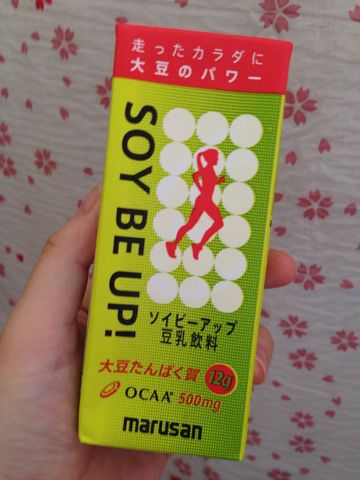 走ったカラダに
大豆のパワー
SOY BE UP!
ソイビーアップ
豆乳飲料
大豆たんぱく質 12g
OCAA® 500mg
marusan